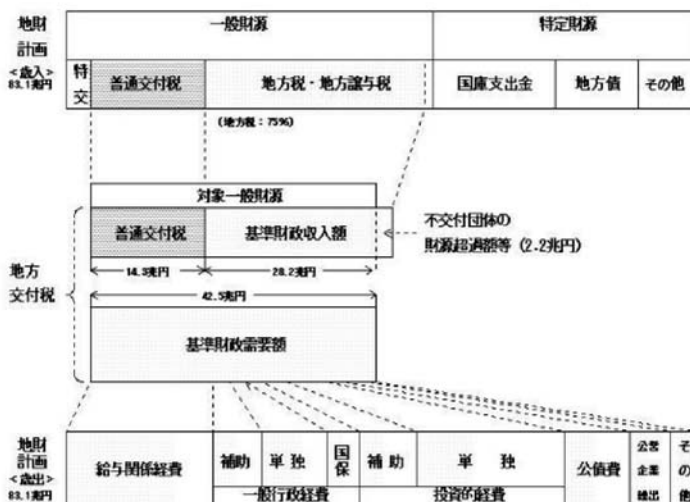 地財
計画
<歳入>
83.1兆円
一般財源
特定財源
特交
普通交付税
地方税・地方譲与税
国庫支出金
地方債
その他
(地方税：75%)
対象一般財源
普通交付税
基準財政収入額
不交付団体の
財源超過額等（2.2兆円）
14.3兆円
28.2兆円
地方
交付税
42.5兆円
基準財政需要額
地財
計画
<歳出>
83.1兆円
給与関係経費
補助
単独
国保
補助
単独
公債費
公営
企業
繰出
その他
一般行政経費
投資的経費